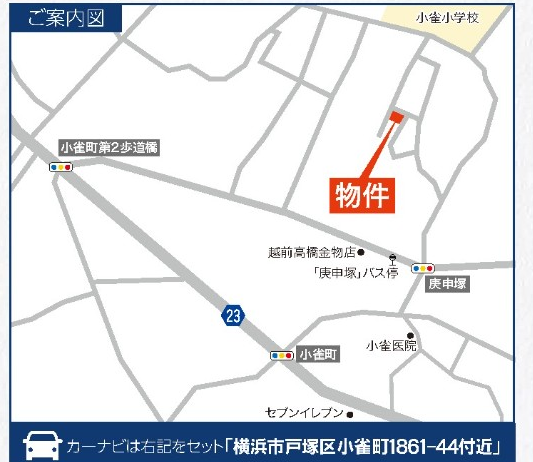 ご案内図
小雀小学校
小雀町第2歩道橋
物件
越前高橋金物店
「庚申塚」バス停
庚申塚
23
小雀町
小雀医院
セブンイレブン
カーナビは右記をセット「横浜市戸塚区小雀町1861-44付近」